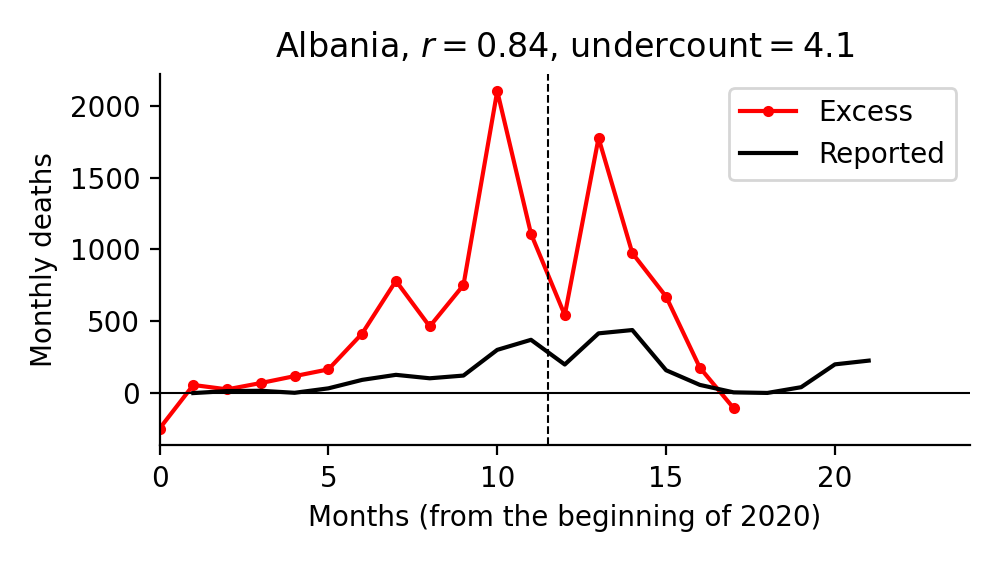 Albania, r = 0.84, undercount = 4.1
Excess
Reported
Monthly deaths
2000
1500
1000
500
0
0 5 10 15 20
Months (from the beginning of 2020)